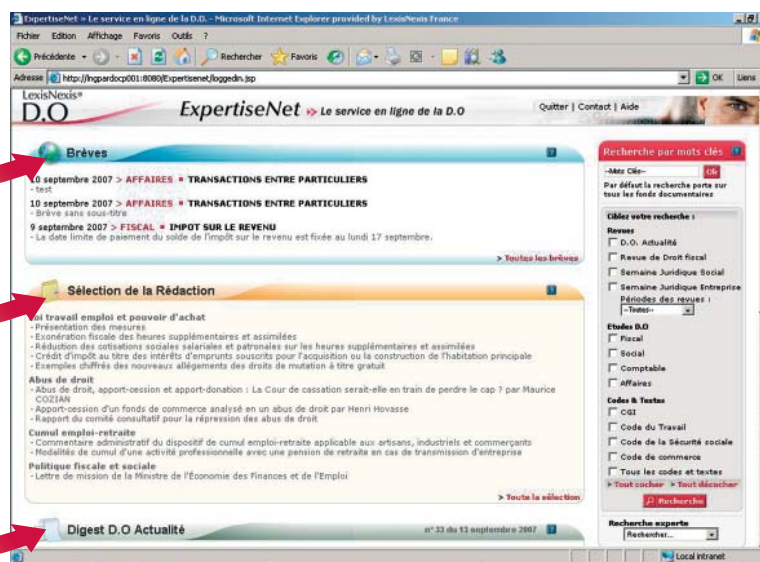 ExpertiseNet » Le service en ligne de la D.O. - Microsoft Internet Explorer provided by LexisNexis France
Fichier Edition Affichage Favoris Outils ?
Précédente Rechercher Favoris
Adresse http://lngpardocp001:8080/Expertisenet/loggedin.jsp OK Liens
LexisNexis®
D.O ExpertiseNet » Le service en ligne de la D.O Quitter | Contact | Aide
Brèves ?
10 septembre 2007 > AFFAIRES ■ TRANSACTIONS ENTRE PARTICULIERS
- test
10 septembre 2007 > AFFAIRES ■ TRANSACTIONS ENTRE PARTICULIERS
- Brève sans sous-titre
9 septembre 2007 > FISCAL ■ IMPOT SUR LE REVENU
- La date limite de paiement du solde de l'impôt sur le revenu est fixée au lundi 17 septembre.
> Toutes les brèves
Sélection de la Rédaction ?
oi travail emploi et pouvoir d'achat
- Présentation des mesures
- Exonération fiscale des heures supplémentaires et assimilées
- Réduction des cotisations sociales salariales et patronales sur les heures supplémentaires et assimilées
- Crédit d'impôt au titre des intérêts d'emprunts souscrits pour l'acquisition ou la construction de l'habitation principale
- Exemples chiffrés des nouveaux allégements des droits de mutation à titre gratuit
Abus de droit
- Abus de droit, apport-cession et apport-donation : La Cour de cassation serait-elle en train de perdre le cap ? par Maurice
COZIAN
- Apport-cession d'un fonds de commerce analysé en un abus de droit par Henri Hovasse
- Rapport du comité consultatif pour la répression des abus de droit
Cumul emploi-retraite
- Commentaire administratif du dispositif de cumul emploi-retraite applicable aux artisans, industriels et commerçants
- Modalités de cumul d'une activité professionnelle avec une pension de retraite en cas de transmission d'entreprise
Politique fiscale et sociale
- Lettre de mission de la Ministre de l'Économie des Finances et de l'Emploi
> Toute la sélection
Digest D.O Actualité n° 33 du 13 septembre 2007 ?
Recherche par mots clés ?
--Mots Clés-- Ok
Par défaut la recherche porte sur
tous les fonds documentaires
Ciblez votre recherche :
Revues
D.O. Actualité
Revue de Droit fiscal
Semaine Juridique Social
Semaine Juridique Entreprise
Périodes des revues :
--Toutes--
Etudes D.O
Fiscal
Social
Comptable
Affaires
Codes & Textes
CGI
Code du Travail
Code de la Sécurité sociale
Code de commerce
Tous les codes et textes
> Tout cocher > Tout décocher
Recherche
Recherche experte
Rechercher...
Local intranet